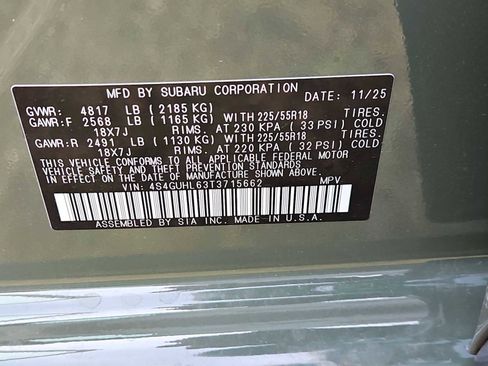 MFD BY SUBARU CORPORATION DATE: 11/25
GVWR: 4817 LB ( 2185 KG)
GAWR:F 2568 LB ( 1165 KG) WITH 225/55R18 TIRES.
18X7J RIMS. AT 230 KPA ( 33 PSI) COLD.
GAWR:R 2491 LB ( 1130 KG) WITH 225/55R18 TIRES.
18X7J RIMS. AT 220 KPA ( 32 PSI) COLD.
THIS VEHICLE CONFORMS TO ALL APPLICABLE FEDERAL MOTOR
VEHICLE SAFETY AND THEFT PREVENTION STANDARDS
IN EFFECT ON THE DATE OF MANUFACTURE SHOWN ABOVE.
VIN: 4S4GUHL63T3715662 MPV
ASSEMBLED BY SIA INC. MADE IN U.S.A.